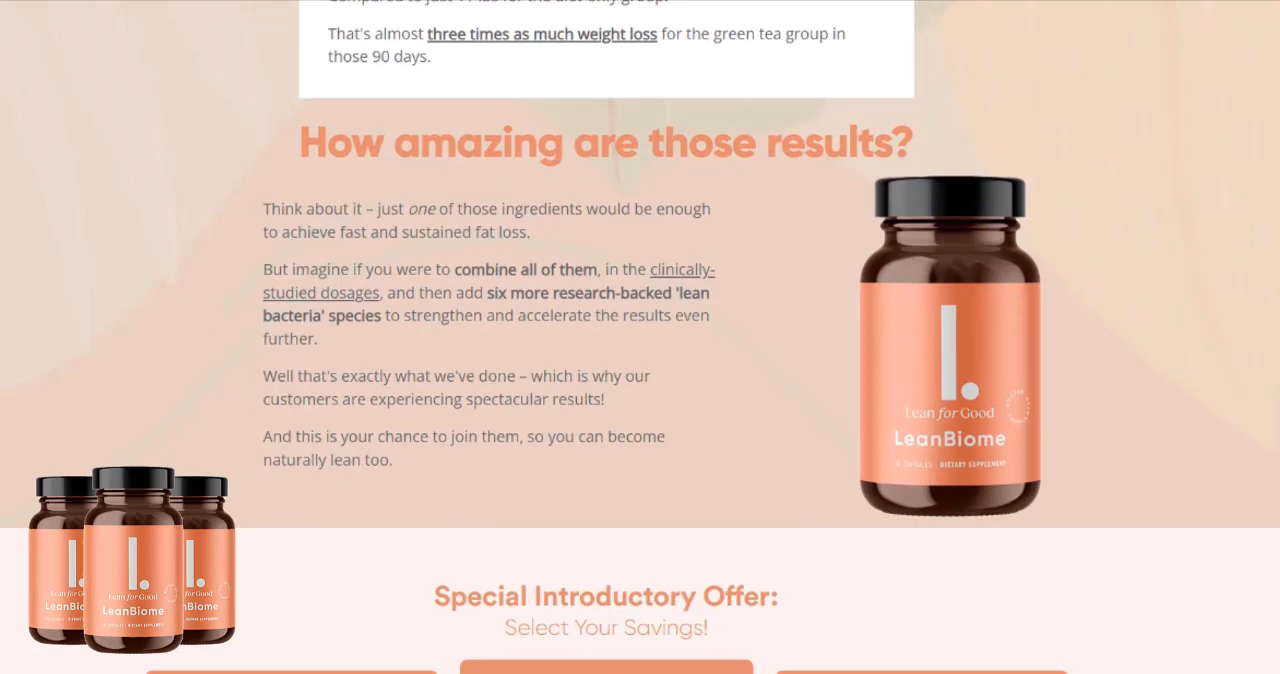 That's almost three times as much weight loss for the green tea group in
those 90 days.
How amazing are those results?
Think about it – just one of those ingredients would be enough
to achieve fast and sustained fat loss.
But imagine if you were to combine all of them, in the clinically-
studied dosages, and then add six more research-backed 'lean
bacteria' species to strengthen and accelerate the results even
further.
Well that's exactly what we've done – which is why our
customers are experiencing spectacular results!
And this is your chance to join them, so you can become
naturally lean too.
l.
Lean for Good
LeanBiome
CAPSULES DIETARY SUPPLEMENT
l.
Lean for Good
LeanBiome
Special Introductory Offer:
Select Your Savings!